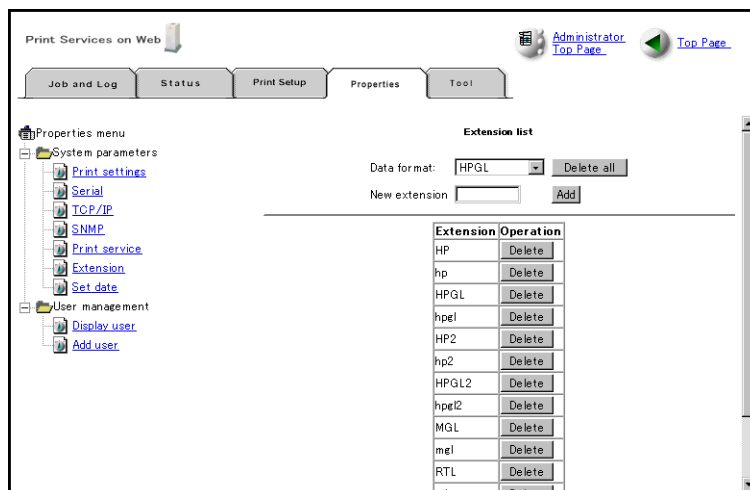 Print Services on Web
Administrator
Top Page
Top Page
Job and Log
Status
Print Setup
Properties
Tool
Properties menu
System parameters
Print settings
Serial
TCP/IP
SNMP
Print service
Extension
Set date
User management
Display user
Add user
Extension list
Data format: HPGL Delete all
New extension Add
Extension Operation
HP Delete
hp Delete
HPGL Delete
hpgl Delete
HP2 Delete
hp2 Delete
HPGL2 Delete
hpgl2 Delete
MGL Delete
mgl Delete
RTL Delete